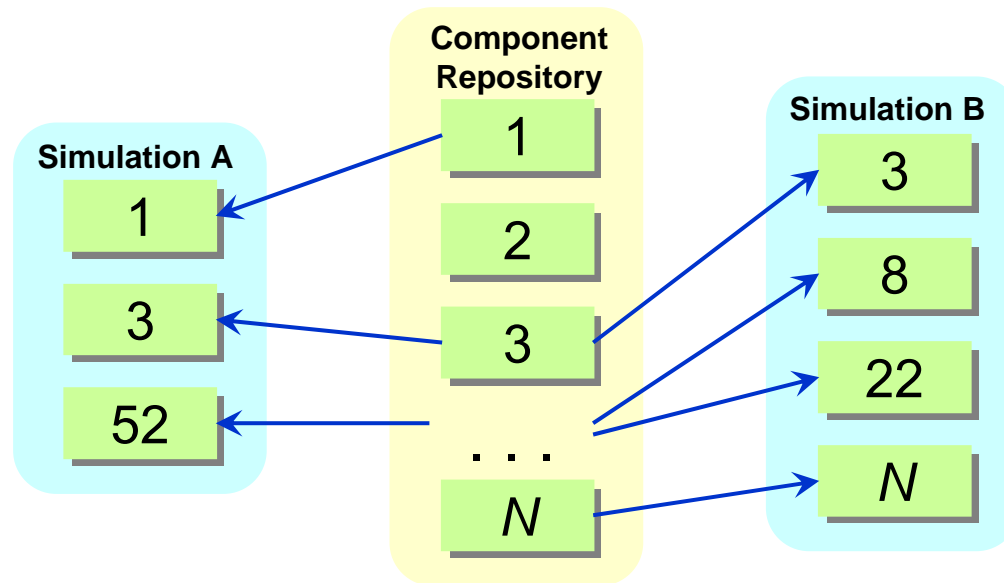 Simulation A
1
3
52
Component
Repository
1
2
3
. . .
N
Simulation B
3
8
22
N